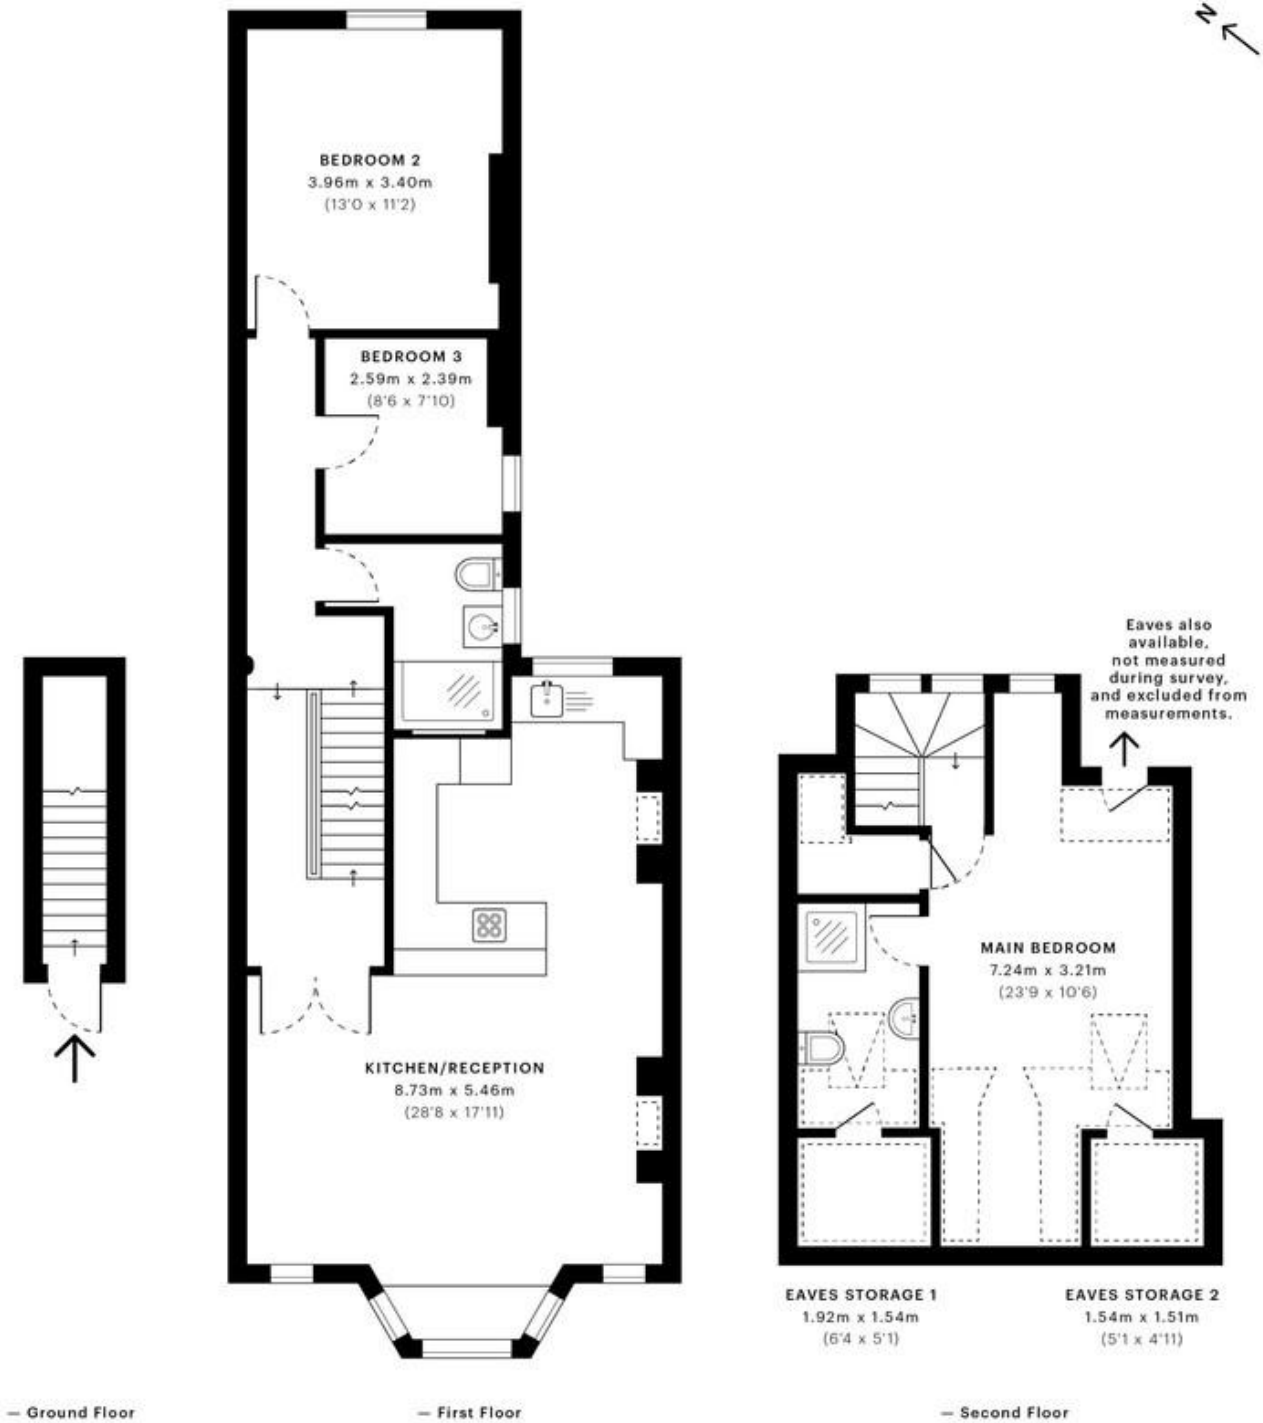 N
BEDROOM 2
3.96m x 3.40m
(13'0 x 11'2)
BEDROOM 3
2.59m x 2.39m
(8'6 x 7'10)
KITCHEN/RECEPTION
8.73m x 5.46m
(28'8 x 17'11)
Eaves also
available,
not measured
during survey,
and excluded from
measurements.
MAIN BEDROOM
7.24m x 3.21m
(23'9 x 10'6)
EAVES STORAGE 1
1.92m x 1.54m
(6'4 x 5'1)
EAVES STORAGE 2
1.54m x 1.51m
(5'1 x 4'11)
— Ground Floor
— First Floor
— Second Floor